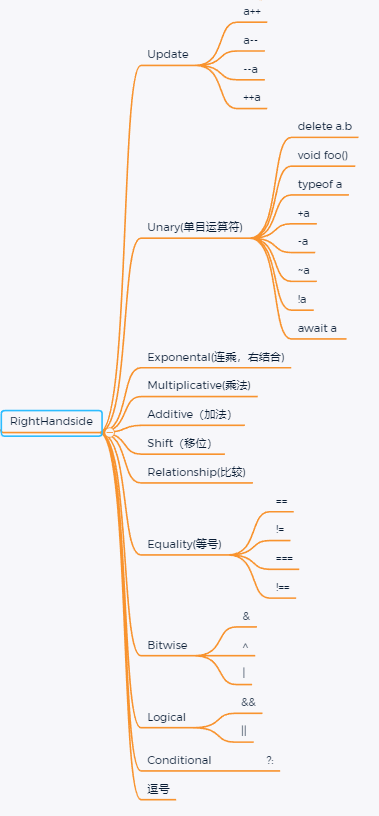 RightHandside
Update
a++
a--
--a
++a
Unary(单目运算符)
delete a.b
void foo()
typeof a
+a
-a
~a
!a
await a
Exponental(连乘，右结合)
Multiplicative(乘法)
Additive（加法）
Shift（移位）
Relationship(比较)
Equality(等号)
==
!=
===
!==
Bitwise
&
^
|
Logical
&&
||
Conditional
?:
逗号